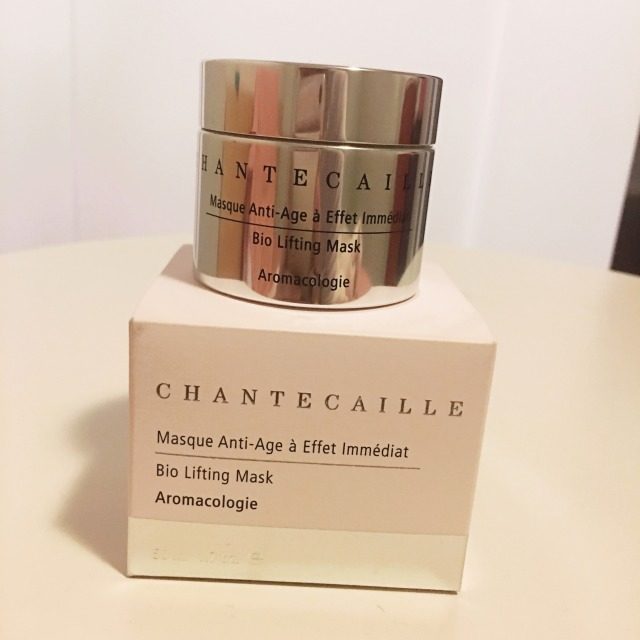 CHANTECAILL
Masque Anti-Age à Effet Immédiat
Bio Lifting Mask
Aromacologie
CHANTECAILLE
Masque Anti-Age à Effet Immédiat
Bio Lifting Mask
Aromacologie